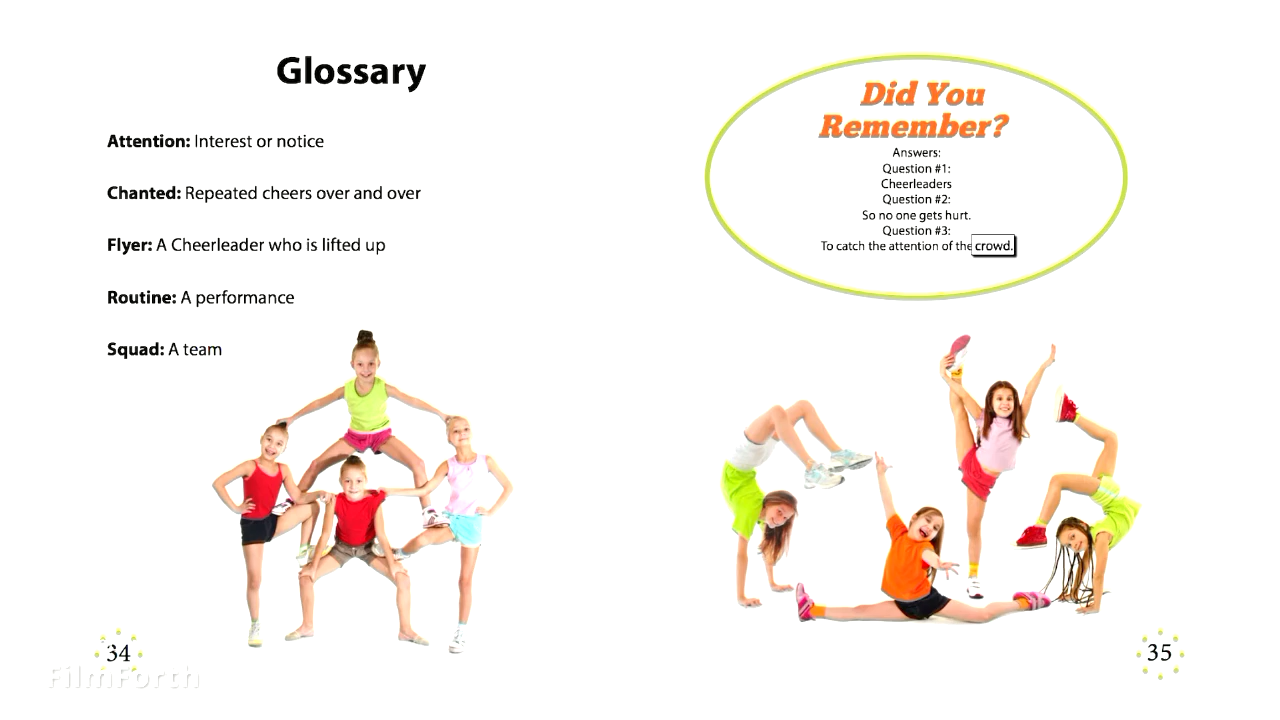 Glossary
Attention: Interest or notice
Chanted: Repeated cheers over and over
Flyer: A Cheerleader who is lifted up
Routine: A performance
Squad: A team
34
FilmForth
Did You
Remember?
Answers:
Question #1:
Cheerleaders
Question #2:
So no one gets hurt.
Question #3:
To catch the attention of the crowd.
35